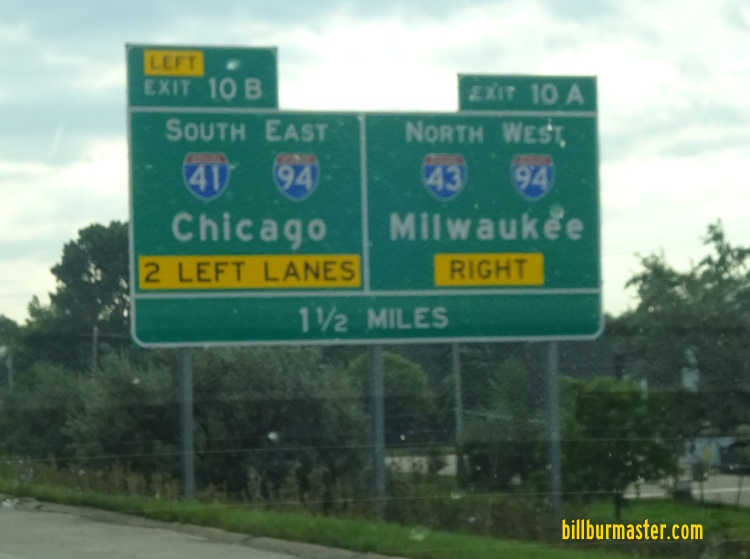 LEFT
EXIT 10 B
SOUTH EAST
41 94
Chicago
2 LEFT LANES
EXIT 10 A
NORTH WEST
43 94
Milwaukee
RIGHT
1½ MILES
billburmaster.com